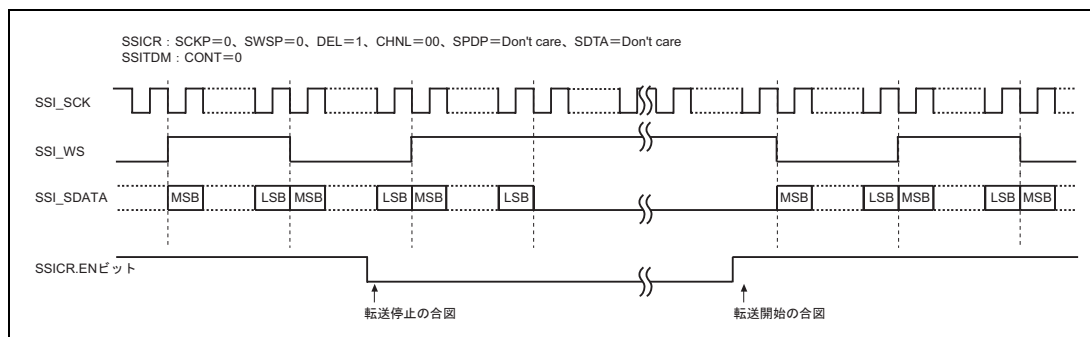 SSICR：SCKP＝0、SWSP＝0、DEL＝1、CHNL＝00、SPDP＝Don't care、SDTA＝Don't care
SSITDM：CONT＝0
SSI_SCK
SSI_WS
SSI_SDATA MSB LSB MSB LSB MSB LSB MSB LSB MSB LSB MSB
SSICR.ENビット
転送停止の合図 転送開始の合図